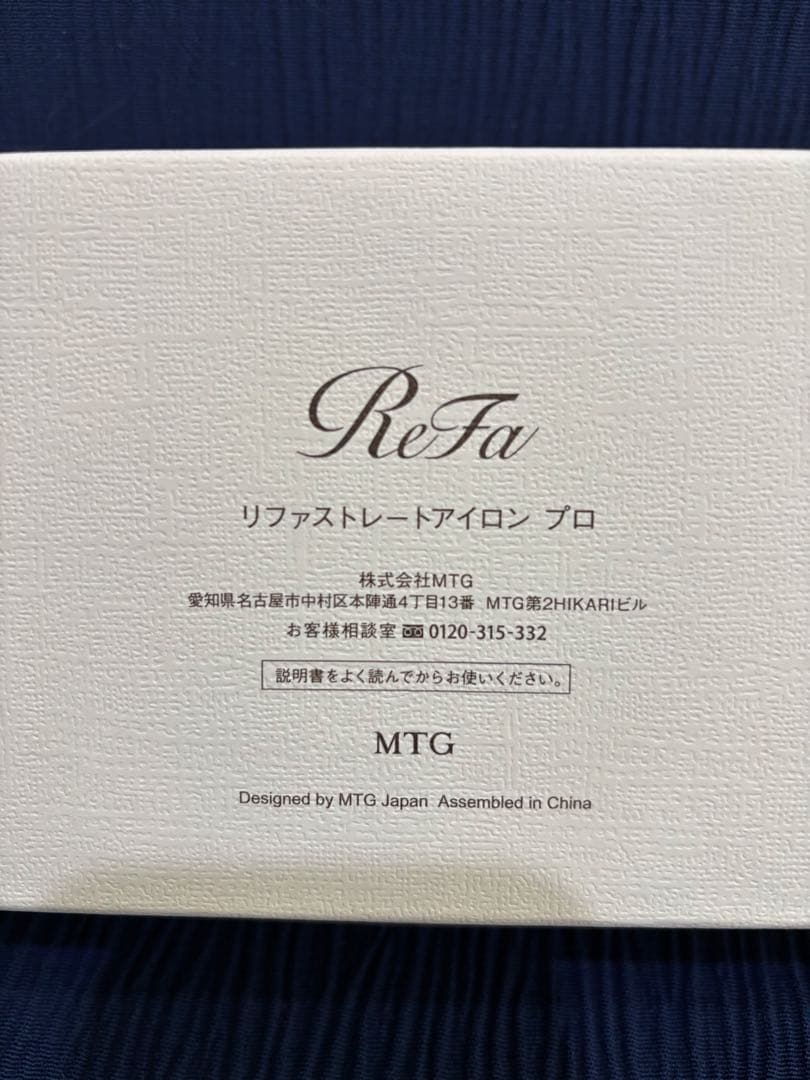 ReFa
リファストレートアイロン プロ
株式会社MTG
愛知県名古屋市中村区本陣通4丁目13番 MTG第2HIKARIビル
お客様相談室 0120-315-332
説明書をよく読んでからお使いください。
MTG
Designed by MTG Japan Assembled in China